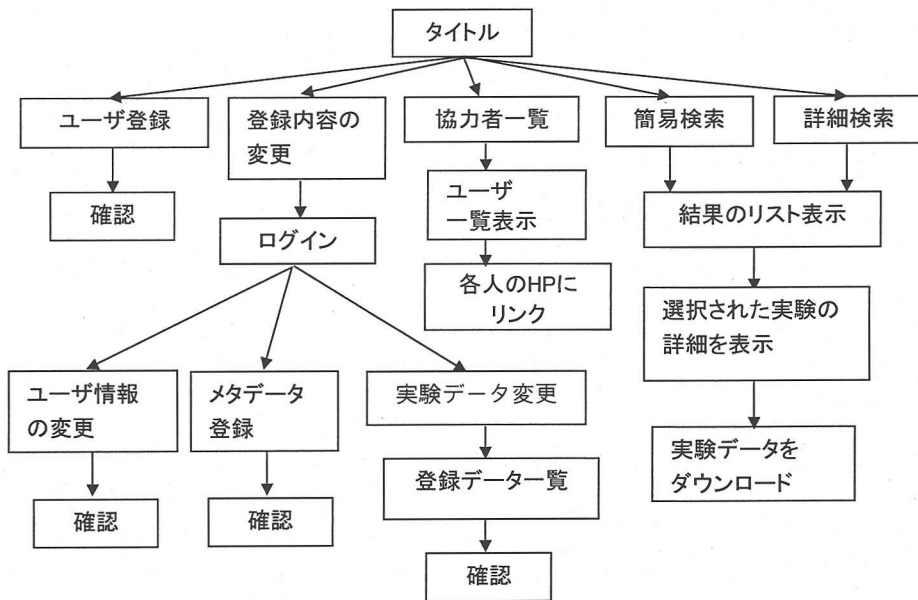 タイトル
ユーザ登録
登録内容の
変更
協力者一覧
簡易検索
詳細検索
確認
ユーザ
一覧表示
結果のリスト表示
ログイン
各人のHPに
リンク
選択された実験の
詳細を表示
ユーザ情報
の変更
メタデータ
登録
実験データ変更
実験データを
ダウンロード
登録データ一覧
確認
確認
確認